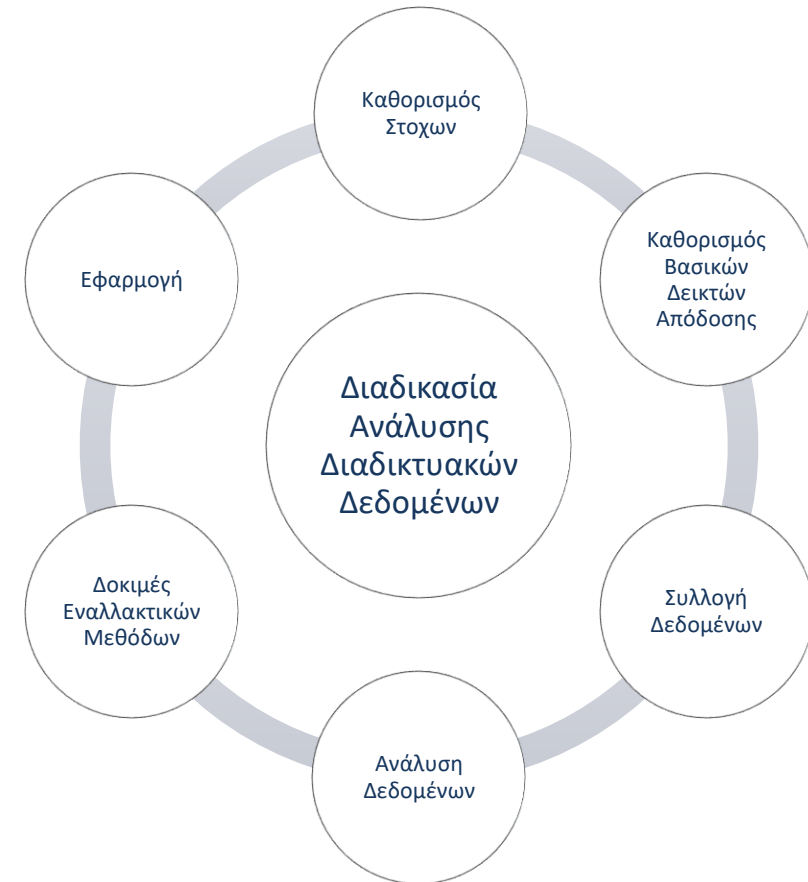 Καθορισμός
Στοχων
Καθορισμός
Βασικών
Δεικτών
Απόδοσης
Συλλογή
Δεδομένων
Ανάλυση
Δεδομένων
Δοκιμές
Εναλλακτικών
Μεθόδων
Εφαρμογή
Διαδικασία
Ανάλυσης
Διαδικτυακών
Δεδομένων